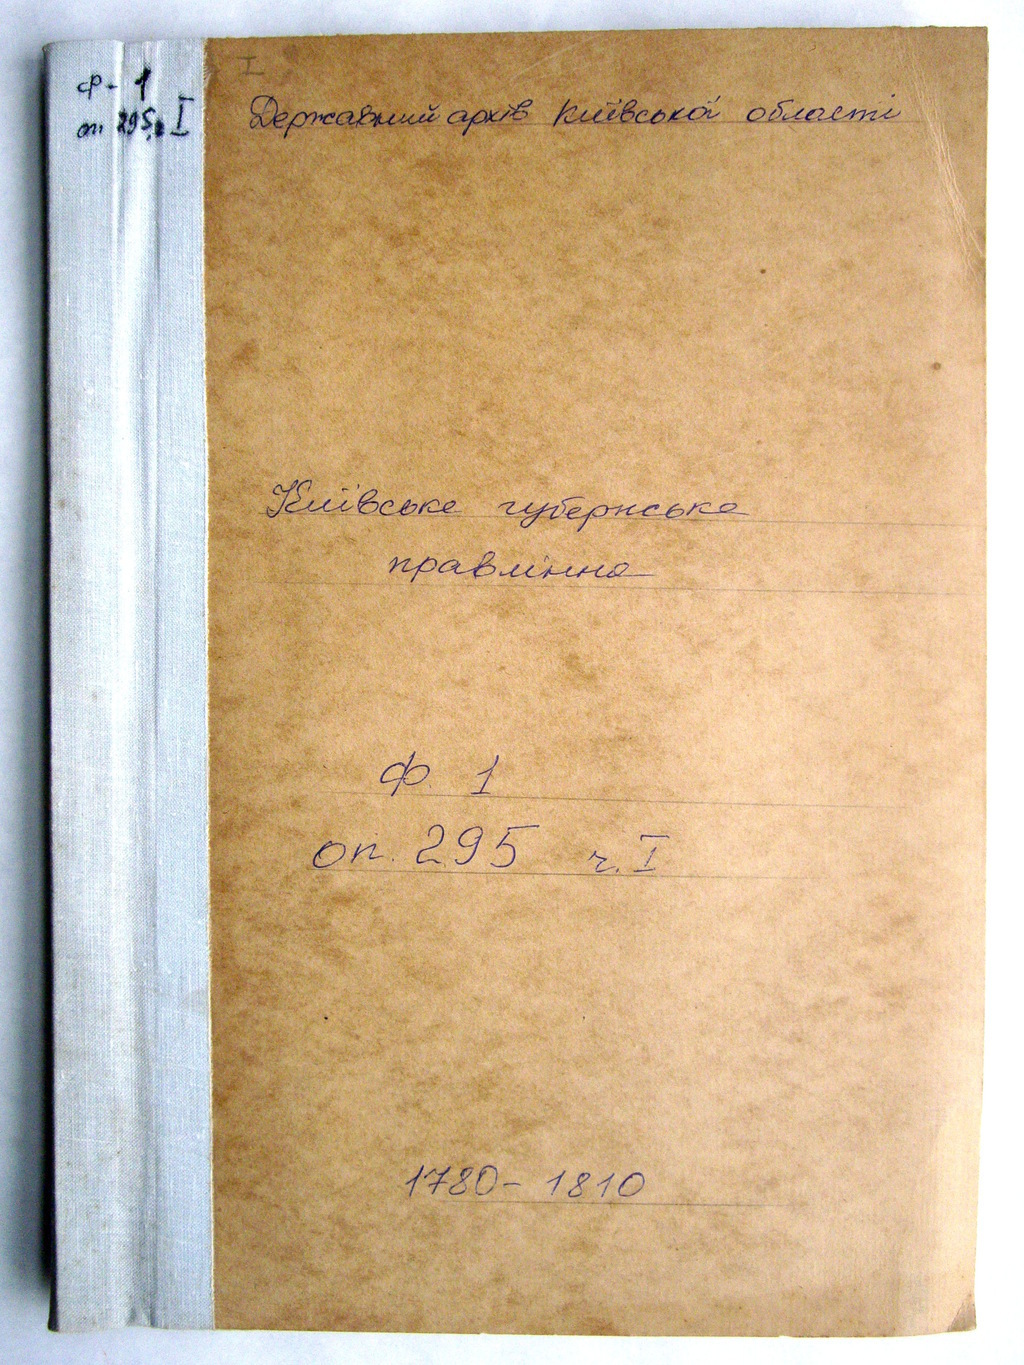 Ф. 1
оп. 295, ч I
I
Державний архів Київської області
Київське губернське
правління
Ф. 1
оп. 295 ч. I
1780 - 1810